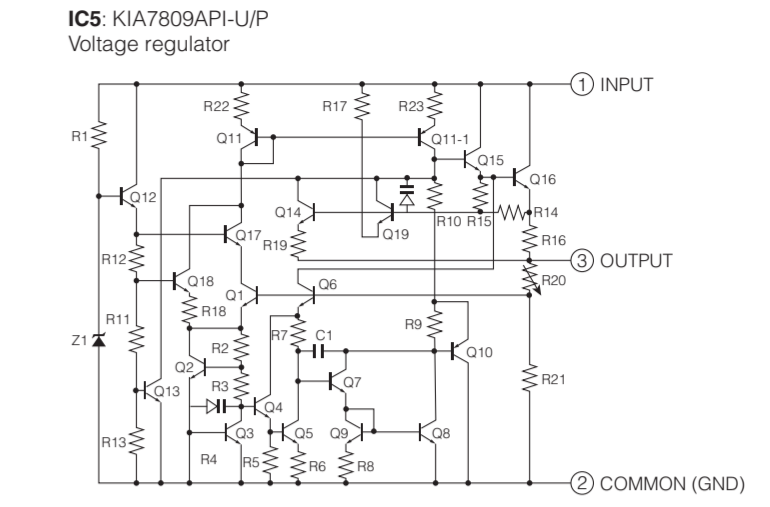 IC5: KIA7809API-U/P
Voltage regulator
1 INPUT
R22 R17 R23
R1 Q11 Q11-1
Q15
Q12 Q16
Q14 R10 R15 R14
Q17 R19 Q19 R16
R12 3 OUTPUT
Q18 Q6 R20
Q1
R18
R11 R9
Z1 R2 R7 C1 Q10
Q2 R21
Q13 R3 Q7
Q4
R13 Q3 Q5 Q9 Q8
R4 R5 R6 R8
2 COMMON (GND)